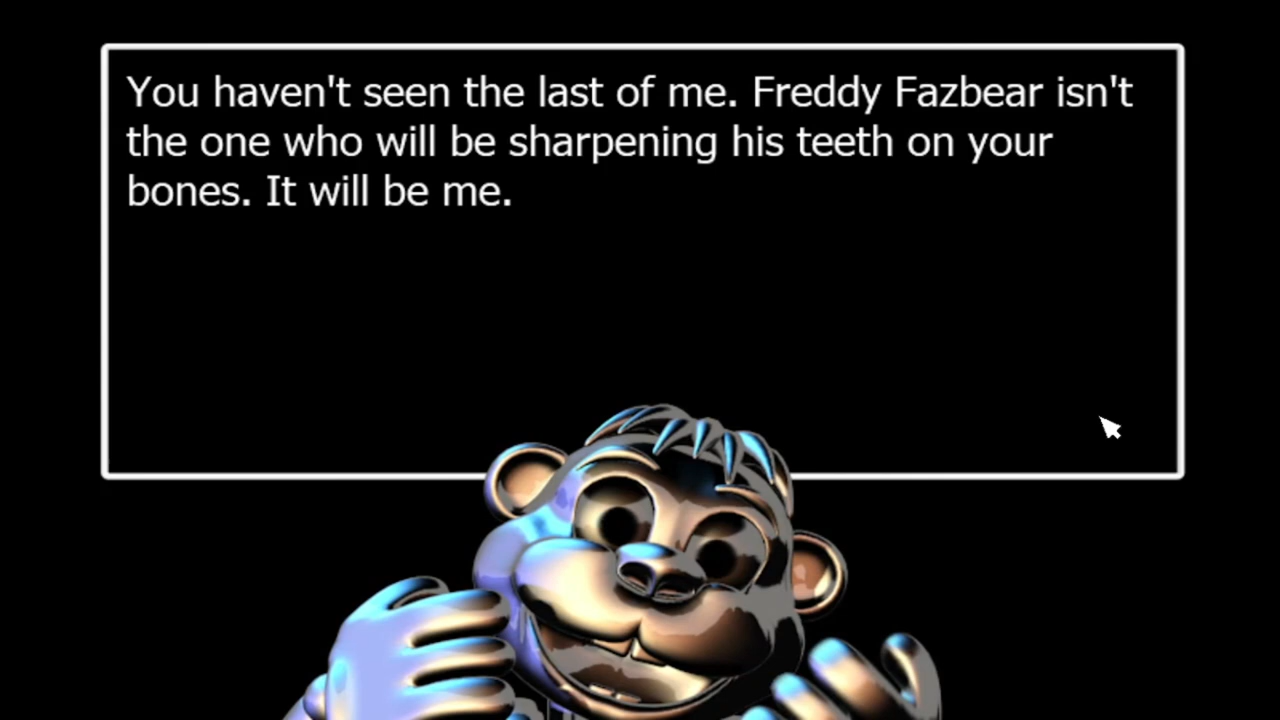 You haven't seen the last of me. Freddy Fazbear isn't
the one who will be sharpening his teeth on your
bones. It will be me.